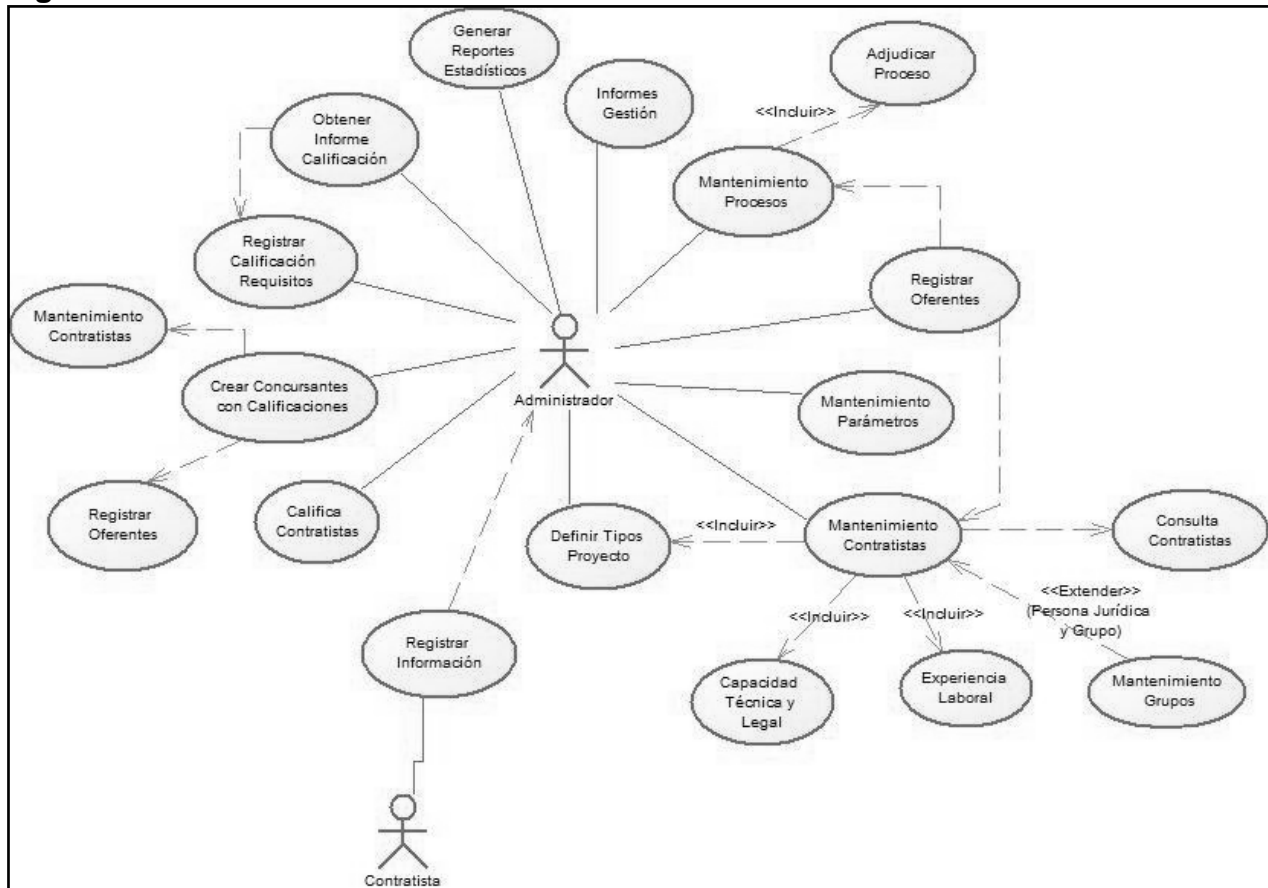 Generar
Reportes
Estadísticos
Adjudicar
Proceso
Informes
Gestión
<<Incluir>>
Obtener
Informe
Calificación
Mantenimiento
Procesos
Registrar
Calificación
Requisitos
Registrar
Oferentes
Mantenimiento
Contratistas
Crear Concursantes
con Calificaciones
Administrador
Mantenimiento
Parámetros
Registrar
Oferentes
Califica
Contratistas
Definir Tipos
Proyecto
<<Incluir>>
Mantenimiento
Contratistas
Consulta
Contratistas
<<Extender>>
(Persona Jurídica
y Grupo)
<<Incluir>>
<<Incluir>>
Registrar
Información
Capacidad
Técnica y
Legal
Experiencia
Laboral
Mantenimiento
Grupos
Contratista